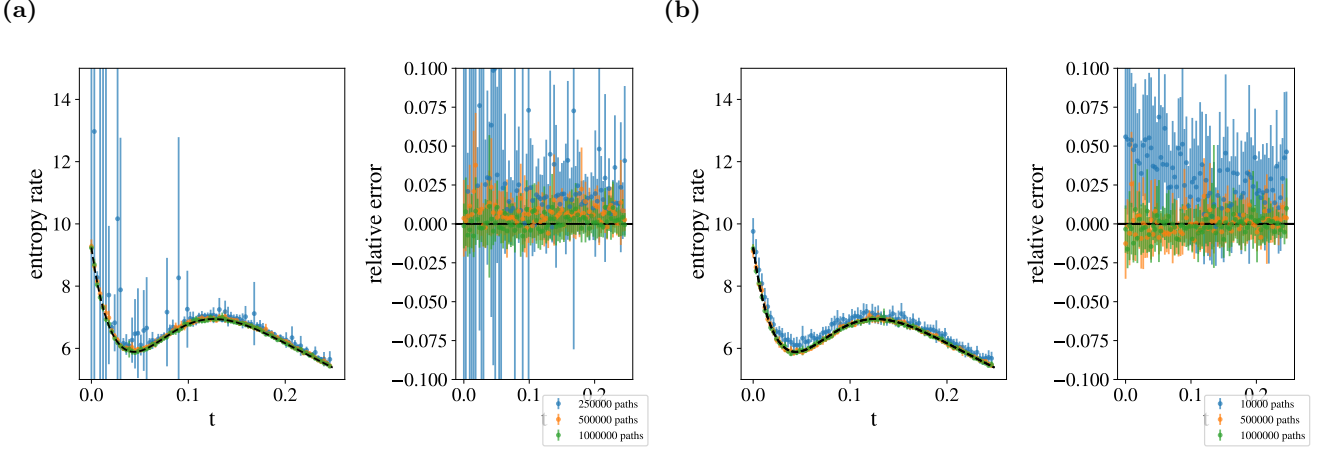 (a)
(b)
entropy rate
14
12
10
8
6
0.0
0.2
t
relative error
0.100
0.075
0.050
0.025
0.000
−0.025
−0.050
−0.075
−0.100
0.0
0.1
0.2
t
250000 paths
500000 paths
1000000 paths
entropy rate
14
12
10
8
6
0.0
0.1
0.2
t
relative error
0.100
0.075
0.050
0.025
0.000
−0.025
−0.050
−0.075
−0.100
0.0
0.1
0.2
t
10000 paths
500000 paths
1000000 paths